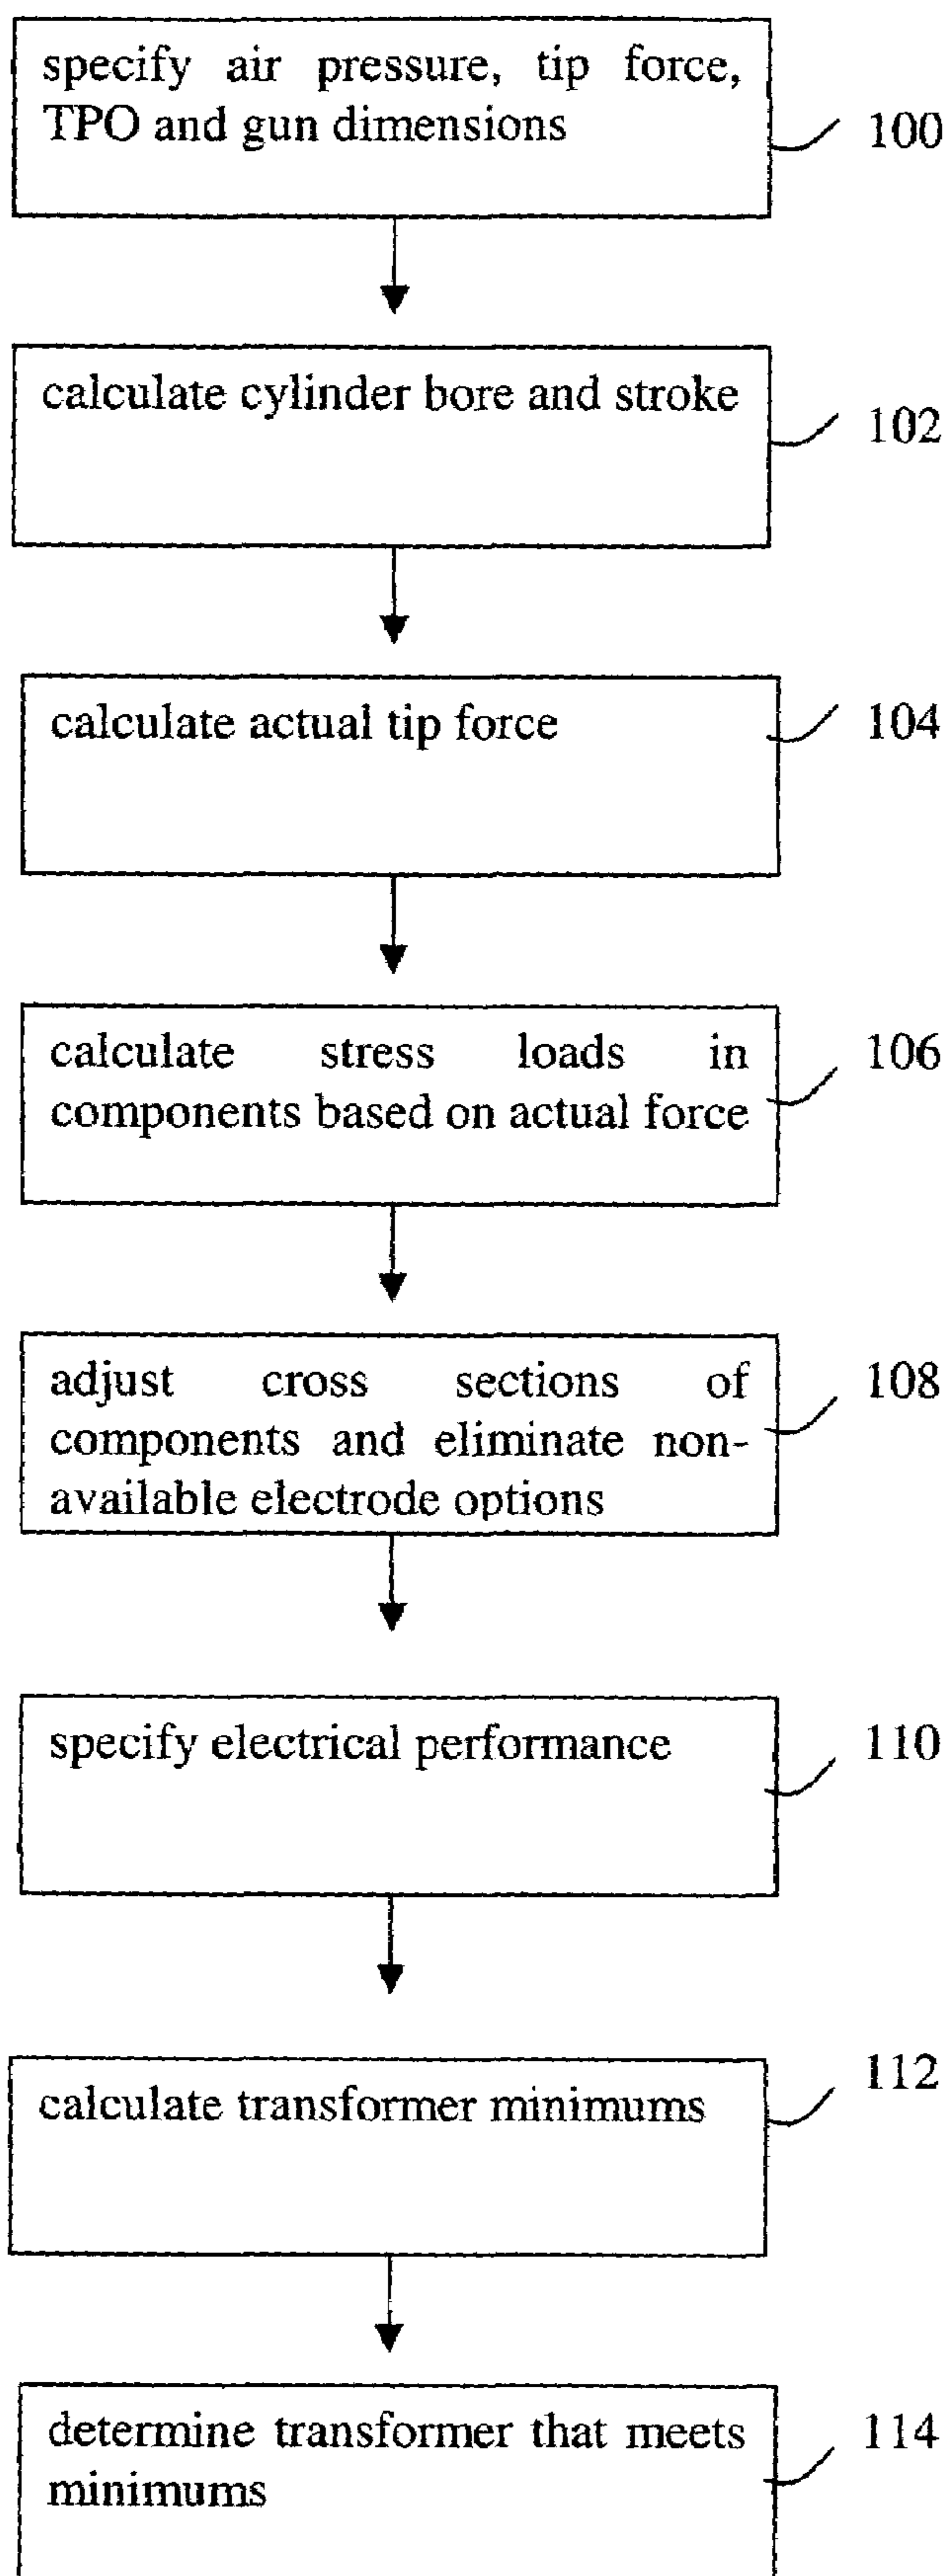 specify air pressure, tip force,
TPO and gun dimensions
100
calculate cylinder bore and stroke
102
calculate actual tip force
104
calculate stress loads in
components based on actual force
106
adjust cross sections of
components and eliminate non-
available electrode options
108
specify electrical performance
110
calculate transformer minimums
112
determine transformer that meets
minimums
114